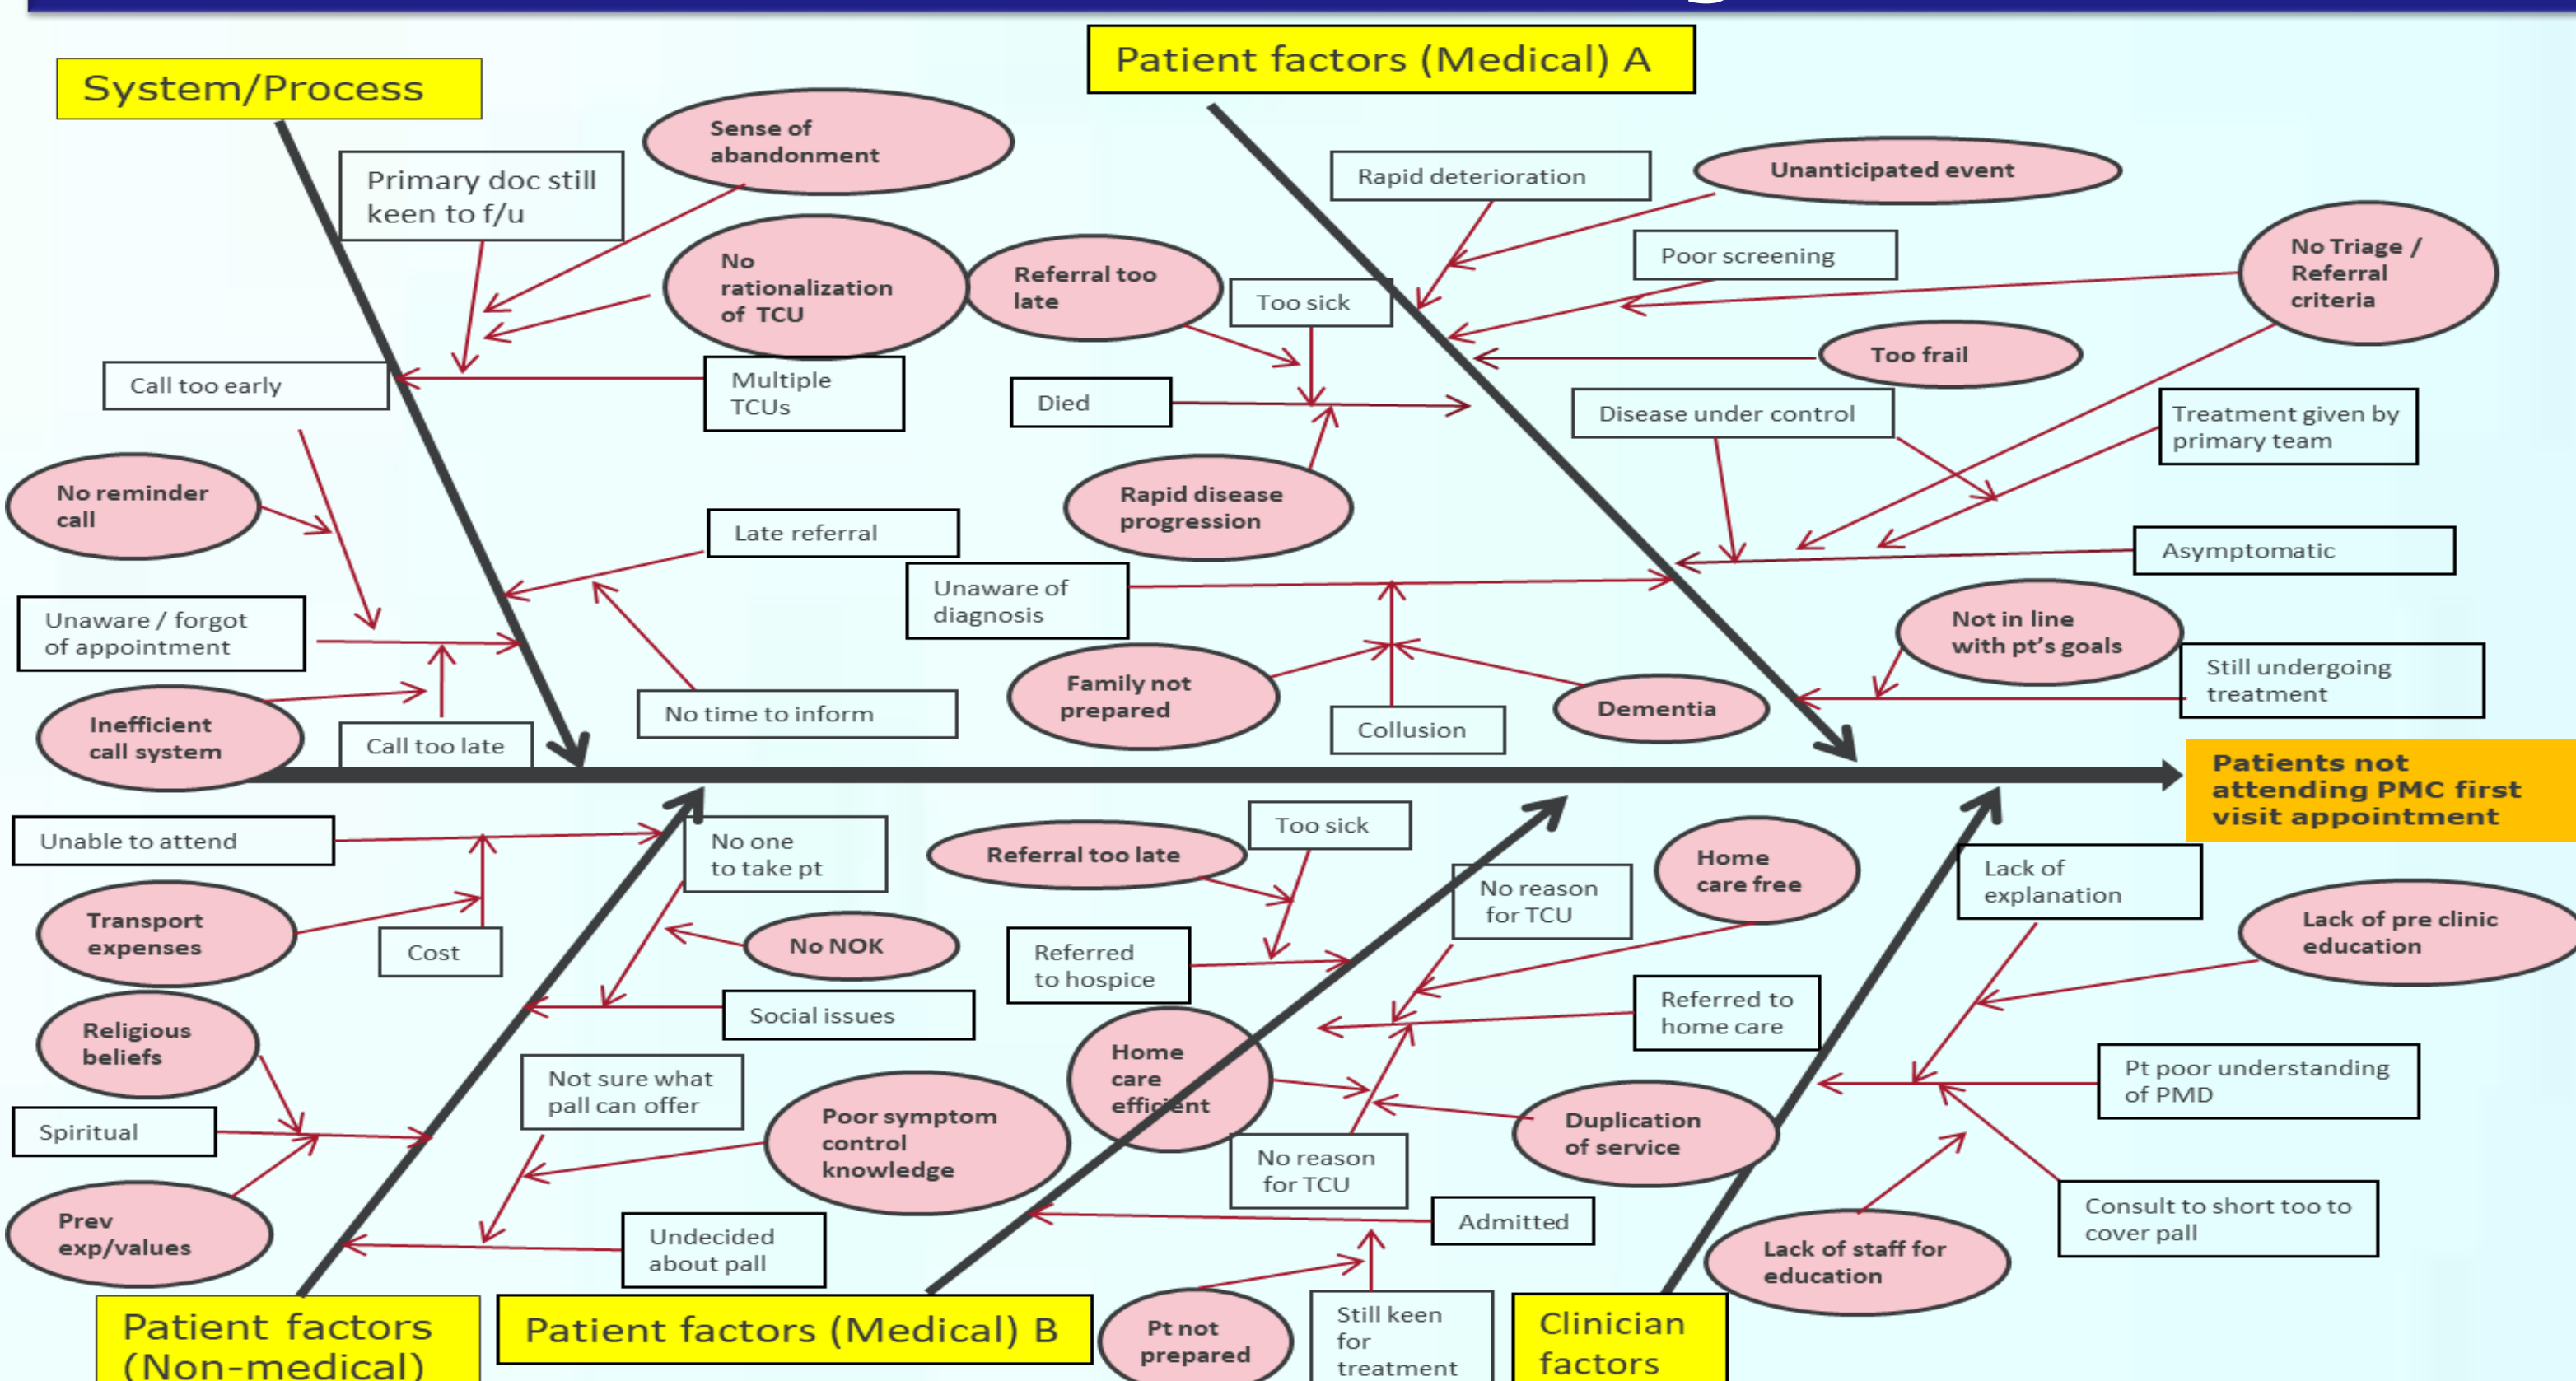 Patient factors (Medical) A
System/Process
Sense of
abandonment
Primary doc still
keen to f/u
Rapid deterioration
Unanticipated event
No
rationalization
of TCU
Referral too
late
Too sick
Poor screening
No Triage /
Referral
criteria
Too frail
Call too early
Multiple
TCUs
Died
Disease under control
Treatment given by
primary team
No reminder
call
Rapid disease
progression
Late referral
Asymptomatic
Unaware of
diagnosis
Unaware / forgot
of appointment
Not in line
with pt's goals
Still undergoing
treatment
Family not
prepared
Dementia
Collusion
No time to inform
Inefficient
call system
Call too late
Patients not
attending PMC first
visit appointment
Unable to attend
No one
to take pt
Too sick
Referral too late
Home
care free
Lack of
explanation
No reason
for TCU
Transport
expenses
Cost
No NOK
Referred
to hospice
Lack of pre clinic
education
Religious
beliefs
Social issues
Referred to
home care
Home
care
efficient
Not sure what
pall can offer
Pt poor understanding
of PMD
Spiritual
Poor symptom
control
knowledge
Duplication
of service
No reason
for TCU
Prev
exp/values
Undecided
about pall
Admitted
Consult to short too to
cover pall
Lack of staff for
education
Patient factors
(Non-medical)
Patient factors (Medical) B
Pt not
prepared
Still keen
for
treatment
Clinician
factors